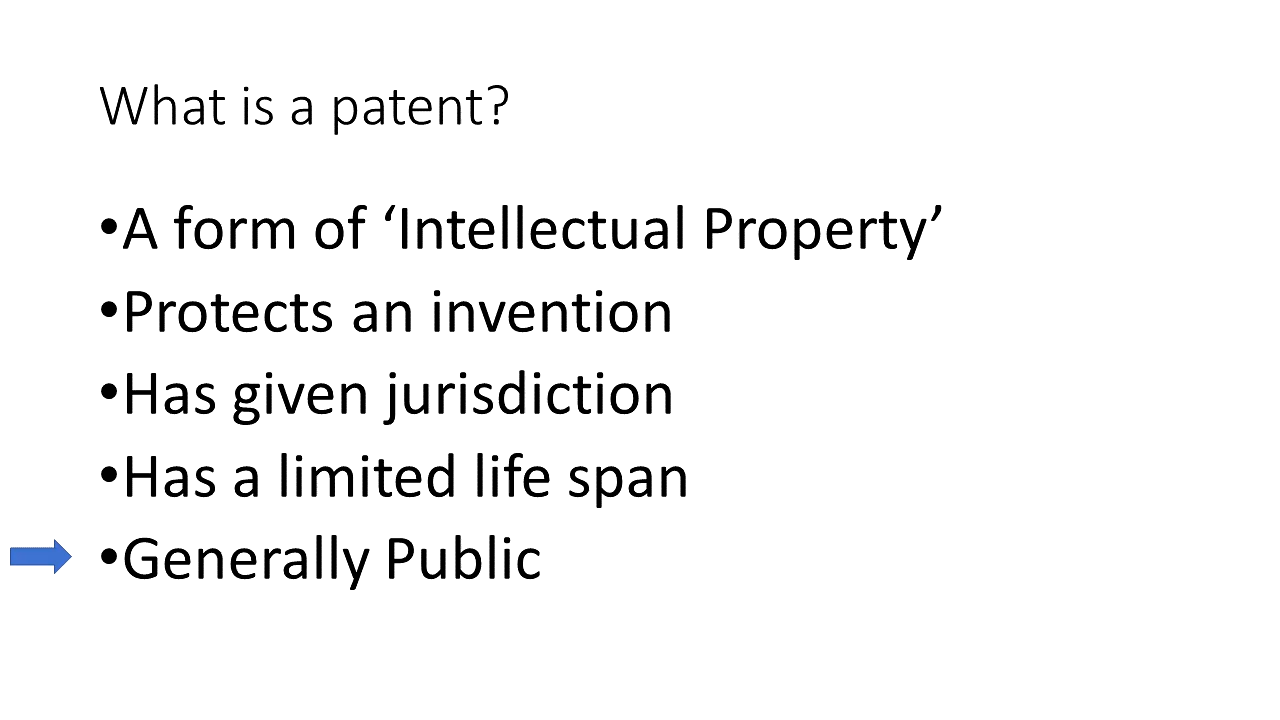 What is a patent?
•A form of ‘Intellectual Property’
•Protects an invention
•Has given jurisdiction
•Has a limited life span
•Generally Public